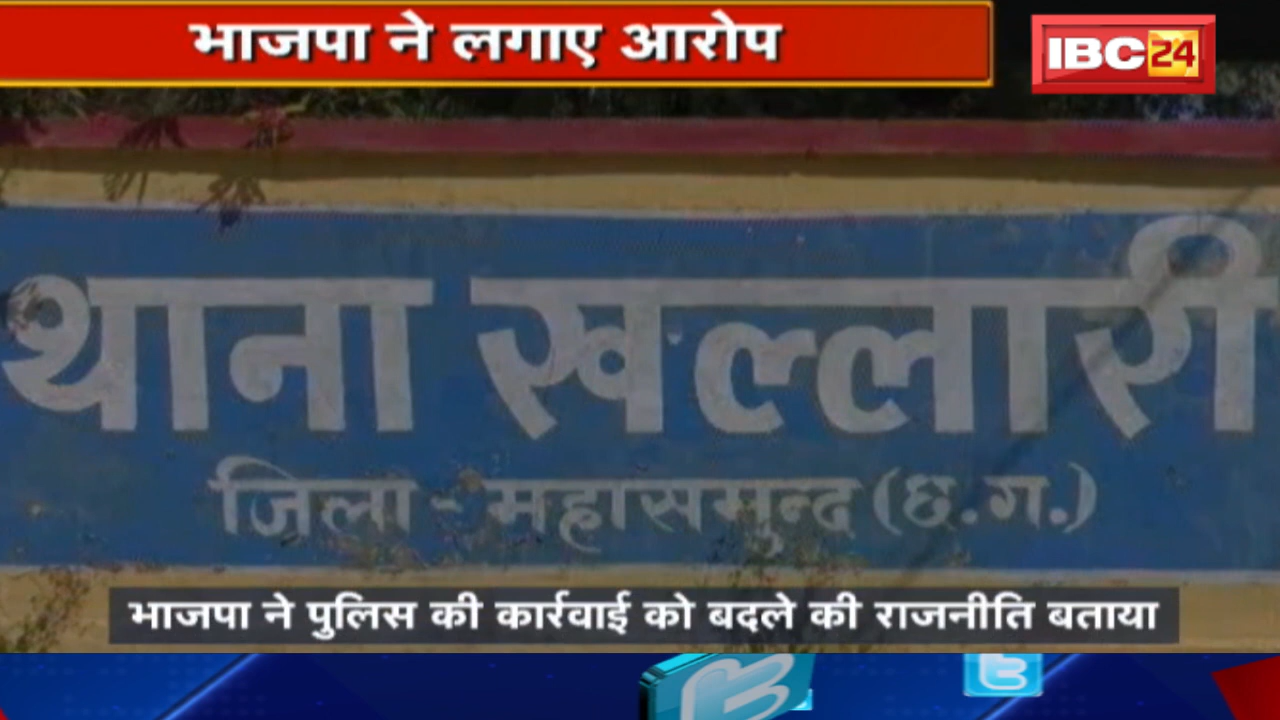 भाजपा ने लगाए आरोप
IBC24
थाना खल्लारी
जिला - महासमुन्द (छ.ग.)
भाजपा ने पुलिस की कार्रवाई को बदले की राजनीति बताया